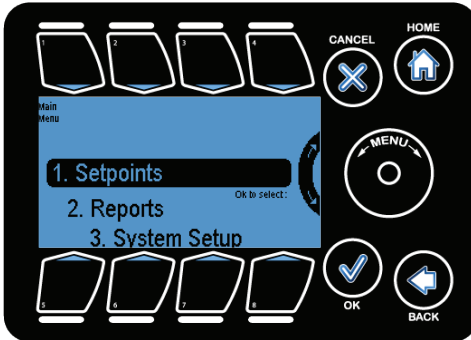 HOME
CANCEL
1
2
3
4
Main
Menu
MENU
1. Setpoints
Ok to select:
2. Reports
3. System Setup
5
6
7
8
OK
BACK